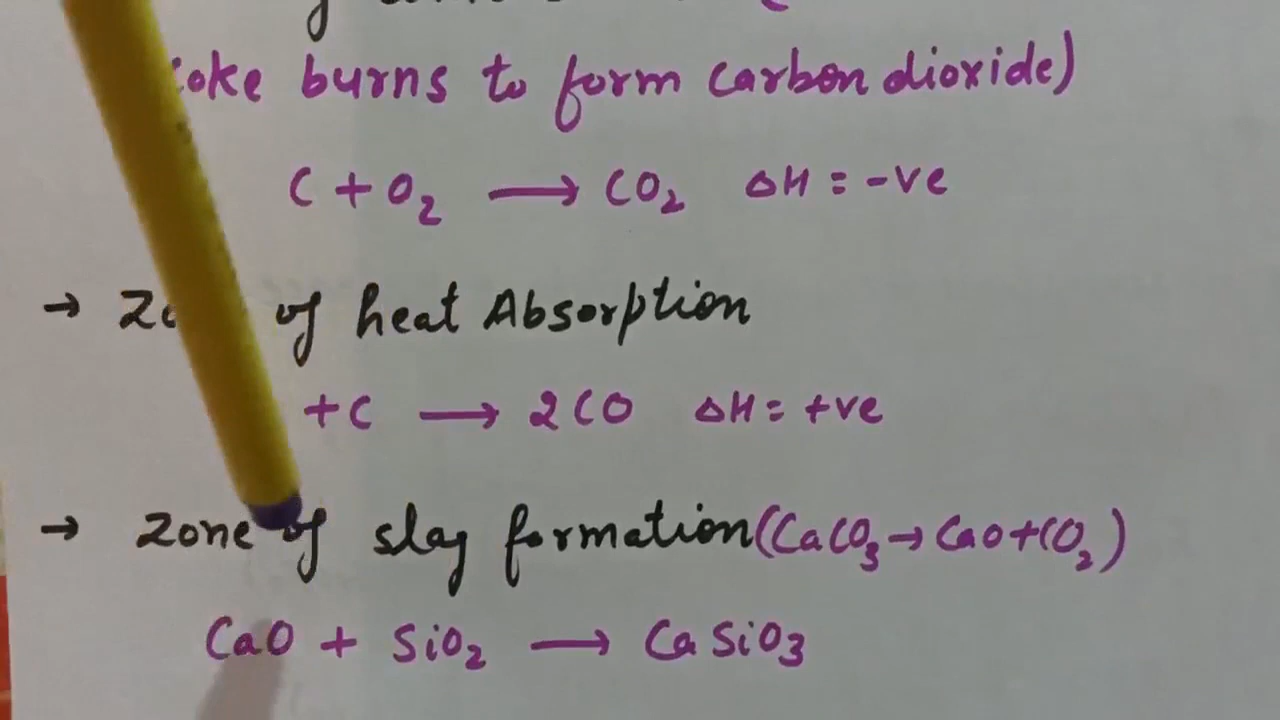 coke burns to form carbon dioxide)
C + O₂ → CO₂ ΔH = -ve
→ of heat Absorption
+C → 2CO ΔH = +ve
→ Zone of slag formation (CaCO₃ → CaO + CO₂)
CaO + SiO₂ → CaSiO₃